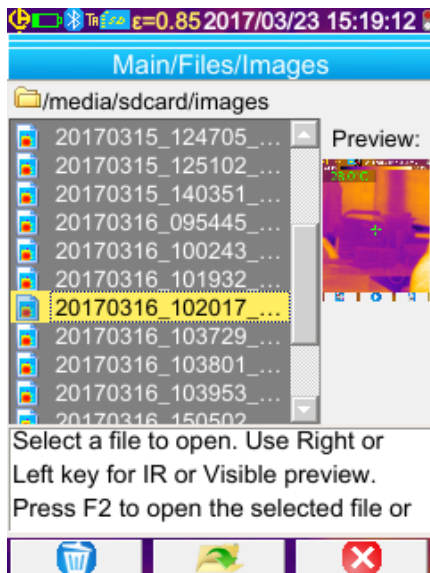 ε=0.85 2017/03/23 15:19:12
Main/Files/Images
/media/sdcard/images
20170315_124705_...
Preview:
20170315_125102_...
20170315_140351_...
20170316_095445_...
20170316_100243_...
20170316_101932_...
20170316_102017_...
20170316_103729_...
20170316_103801_...
20170316_103953_...
20170316_150502
Select a file to open. Use Right or
Left key for IR or Visible preview.
Press F2 to open the selected file or